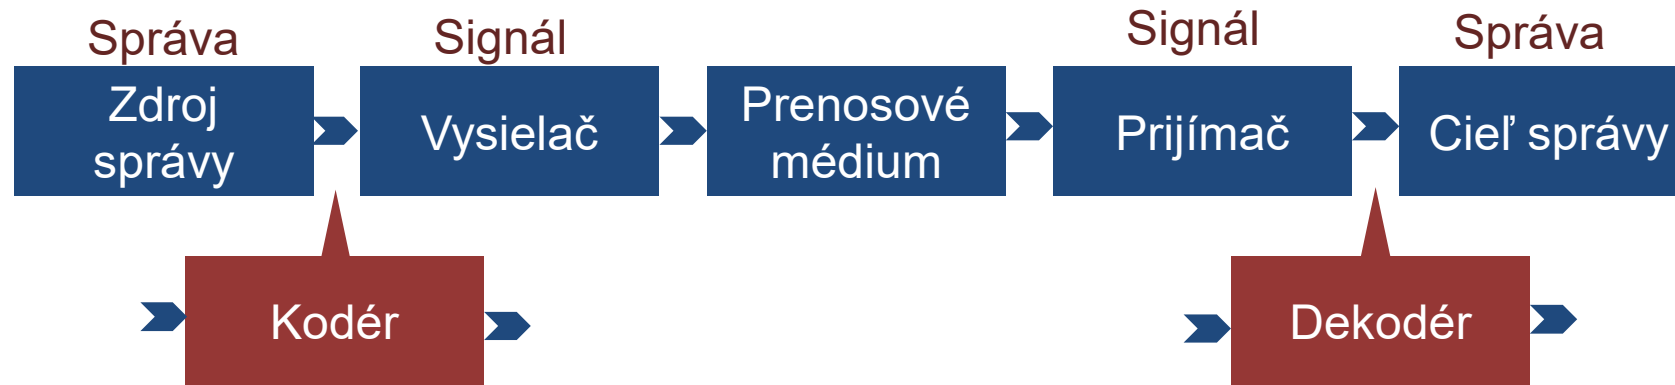 Správa
Signál
Signál
Správa
Zdroj
správy
Vysielač
Prenosové
médium
Prijímač
Cieľ správy
Kodér
Dekodér